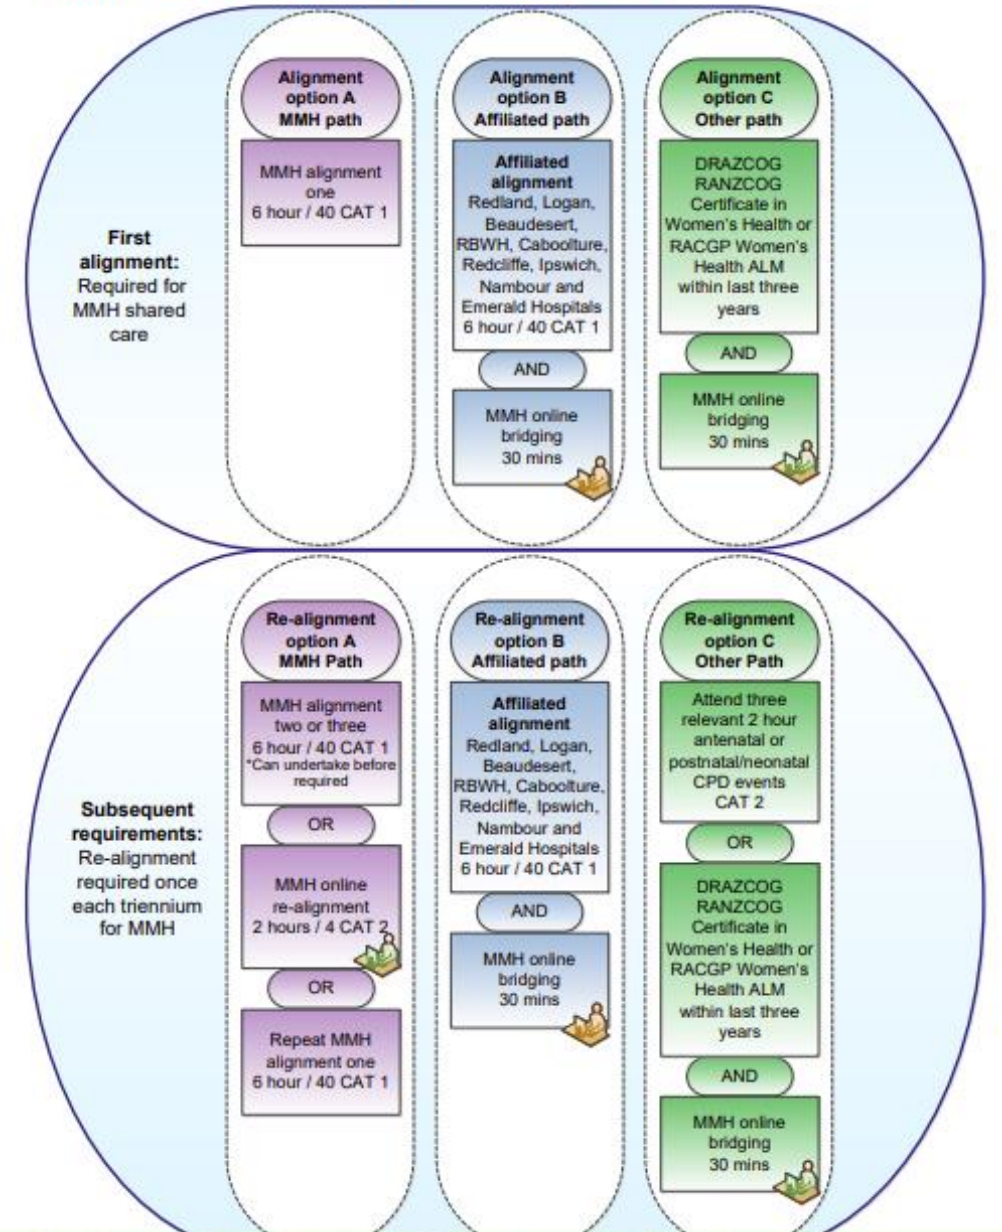 Alignment
option A
MMH path
MMH alignment
one
6 hour / 40 CAT 1
Alignment
option B
Affiliated path
Affiliated
alignment
Redland, Logan,
Beaudesert,
RBWH, Caboolture,
Redcliffe, Ipswich,
Nambour and
Emerald Hospitals
6 hour / 40 CAT 1
AND
MMH online
bridging
30 mins
Alignment
option C
Other path
DRAZCOG
RANZCOG
Certificate in
Women's Health or
RACGP Women's
Health ALM
within last three
years
AND
MMH online
bridging
30 mins
First
alignment:
Required for
MMH shared
care
Re-alignment
option A
MMH Path
MMH alignment
two or three
6 hour / 40 CAT 1
*Can undertake before
required
OR
MMH online
re-alignment
2 hours / 4 CAT 2
OR
Repeat MMH
alignment one
6 hour / 40 CAT 1
Re-alignment
option B
Affiliated path
Affiliated
alignment
Redland, Logan,
Beaudesert,
RBWH, Caboolture,
Redcliffe, Ipswich,
Nambour and
Emerald Hospitals
6 hour / 40 CAT 1
AND
MMH online
bridging
30 mins
Re-alignment
option C
Other Path
Attend three
relevant 2 hour
antenatal or
postnatal/neonatal
CPD events
CAT 2
OR
DRAZCOG
RANZCOG
Certificate in
Women's Health or
RACGP Women's
Health ALM
within last three
years
AND
MMH online
bridging
30 mins
Subsequent
requirements:
Re-alignment
required once
each triennium
for MMH